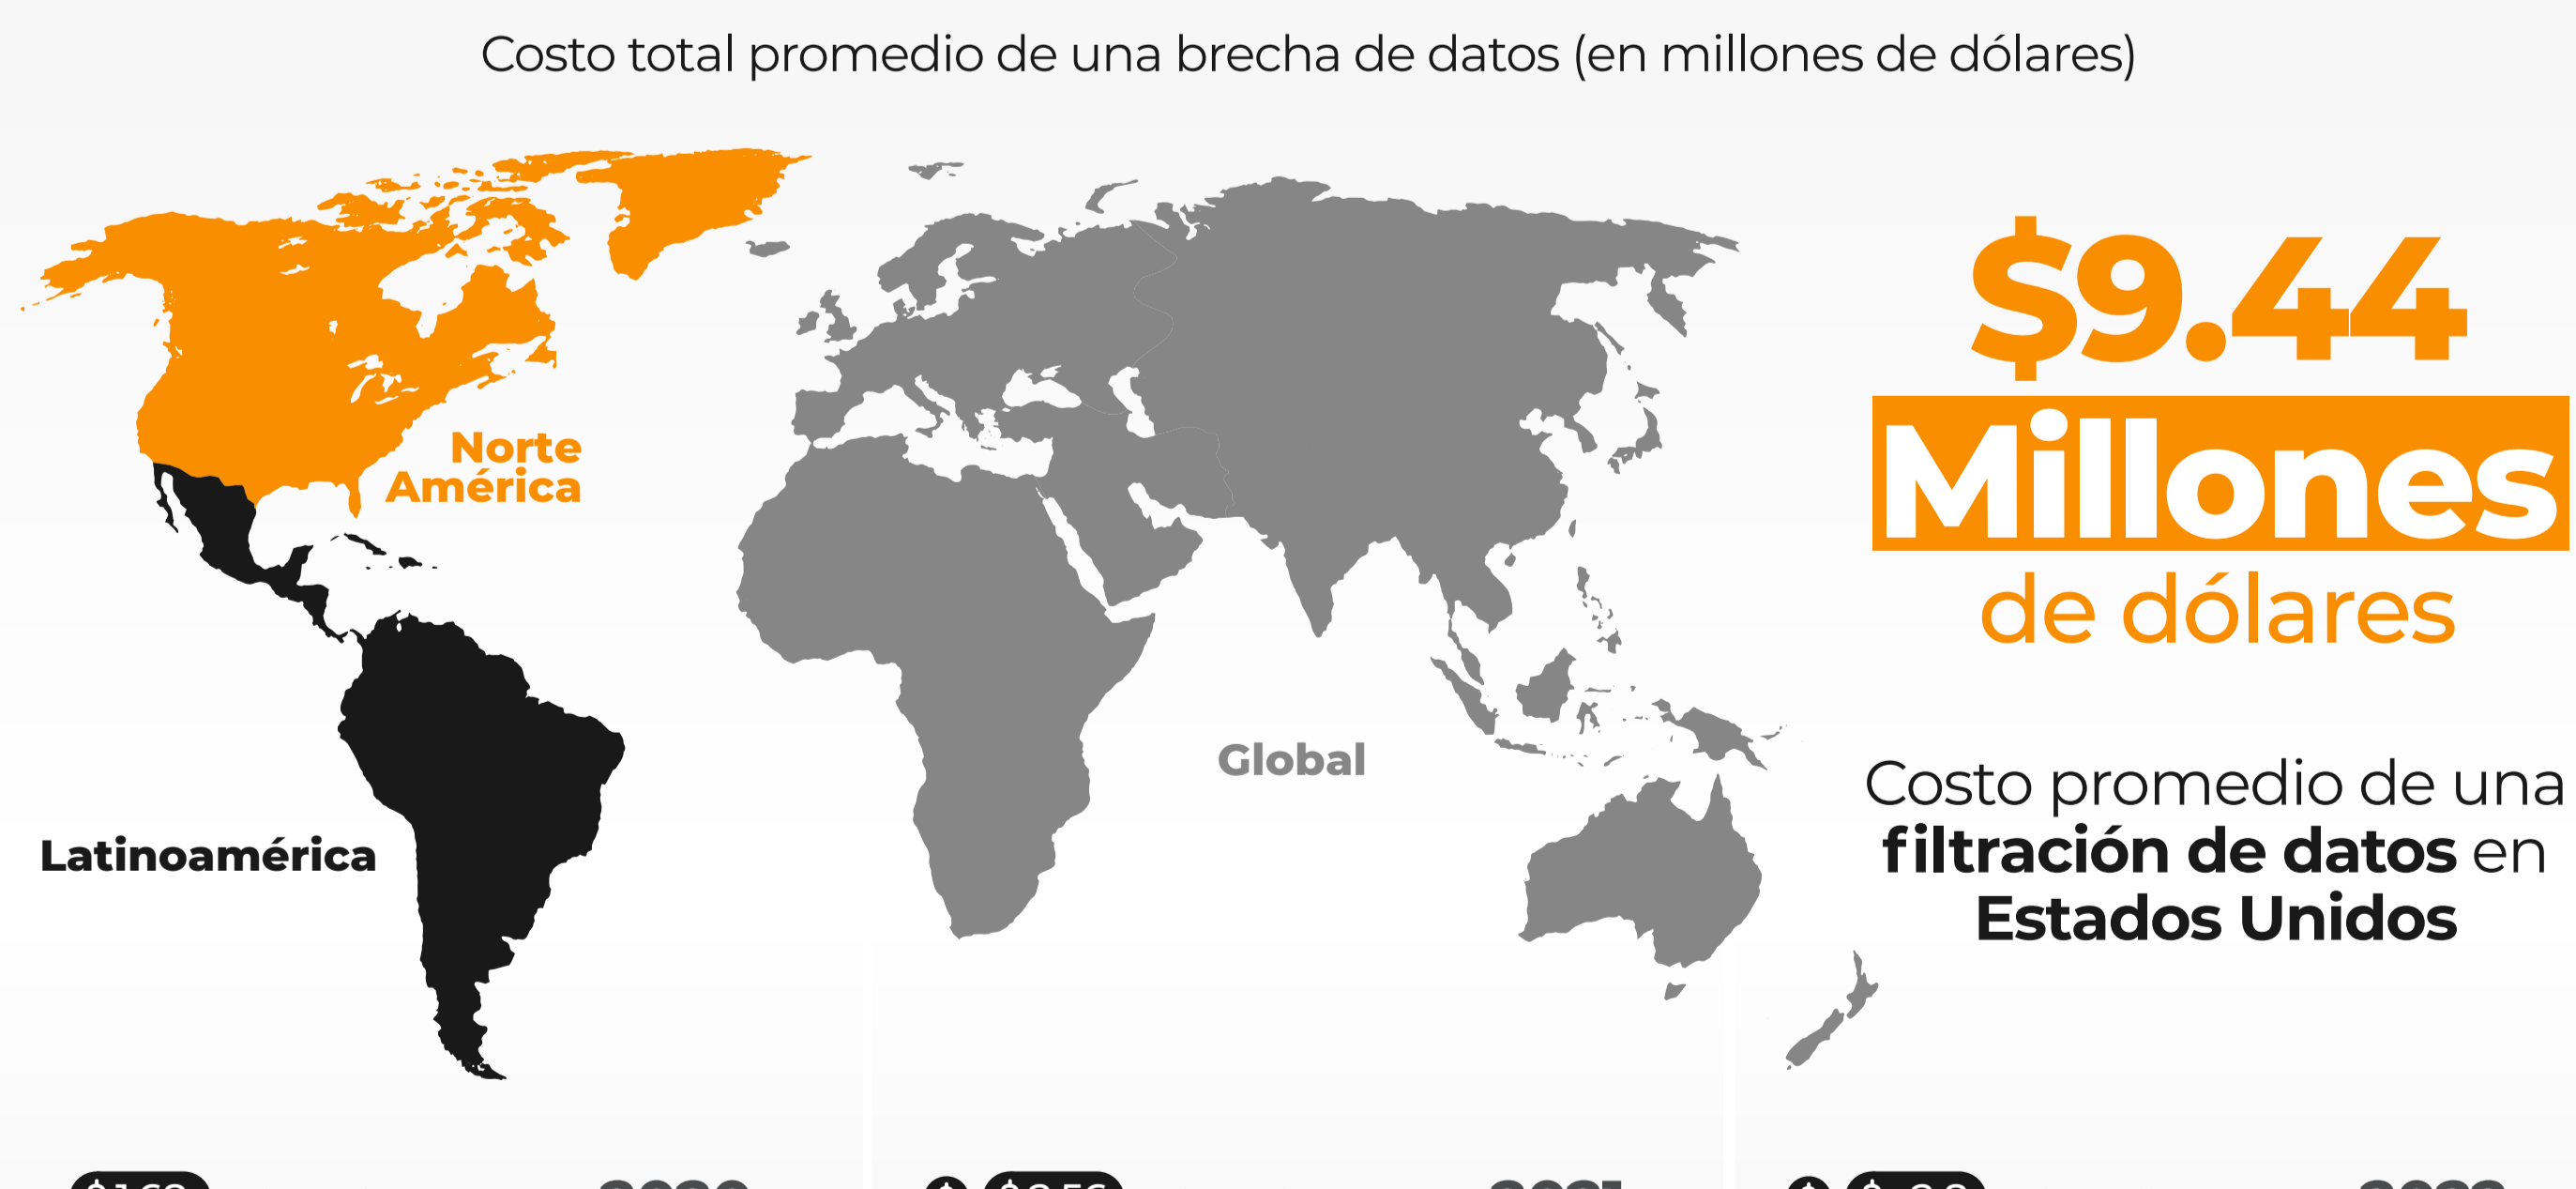 Costo total promedio de una brecha de datos (en millones de dólares)
$9.44
Millones
de dólares
Norte
América
Global
Costo promedio de una
filtración de datos en
Estados Unidos
Latinoamérica